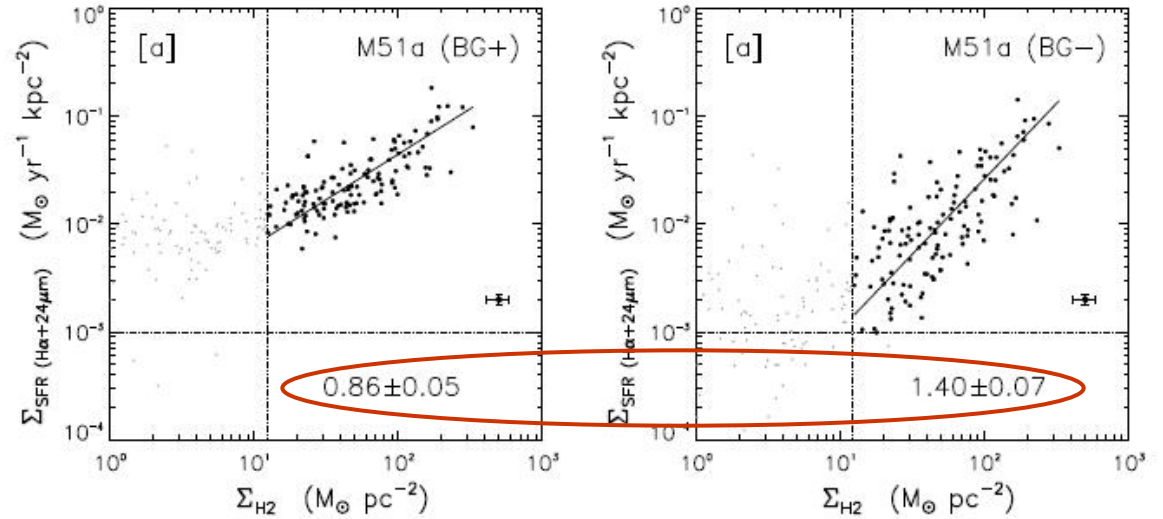 [a] M51a (BG+)
10⁰
10⁻¹
10⁻²
10⁻³
10⁻⁴
Σ_SFR (Hα+24μm) (M⊙ yr⁻¹ kpc⁻²)
0.86±0.05
10⁰ 10¹ 10² 10³
Σ_H2 (M⊙ pc⁻²)
[a] M51a (BG−)
10⁰
10⁻¹
10⁻²
10⁻³
10⁻⁴
Σ_SFR (Hα+24μm) (M⊙ yr⁻¹ kpc⁻²)
1.40±0.07
10⁰ 10¹ 10² 10³
Σ_H2 (M⊙ pc⁻²)